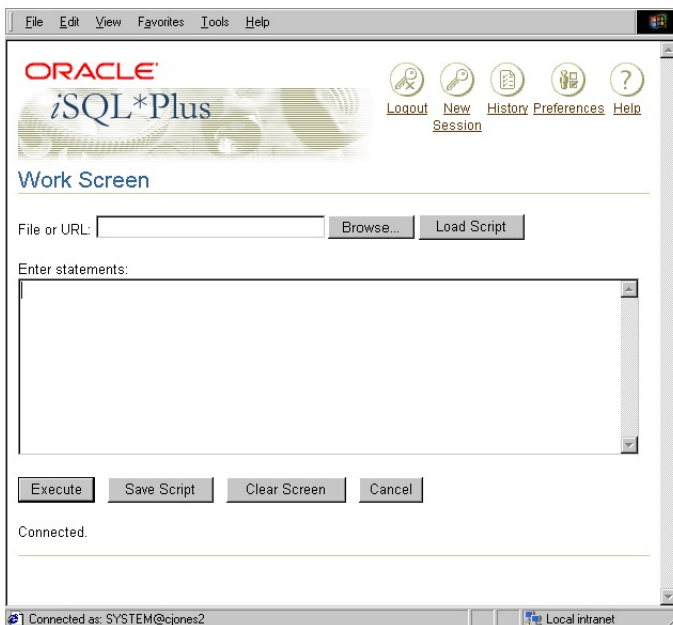 File Edit View Favorites Tools Help
ORACLE
iSQL*Plus
Logout New Session History Preferences Help
Work Screen
File or URL: Browse... Load Script
Enter statements:
Execute Save Script Clear Screen Cancel
Connected.
Connected as: SYSTEM@cjones2 Local intranet